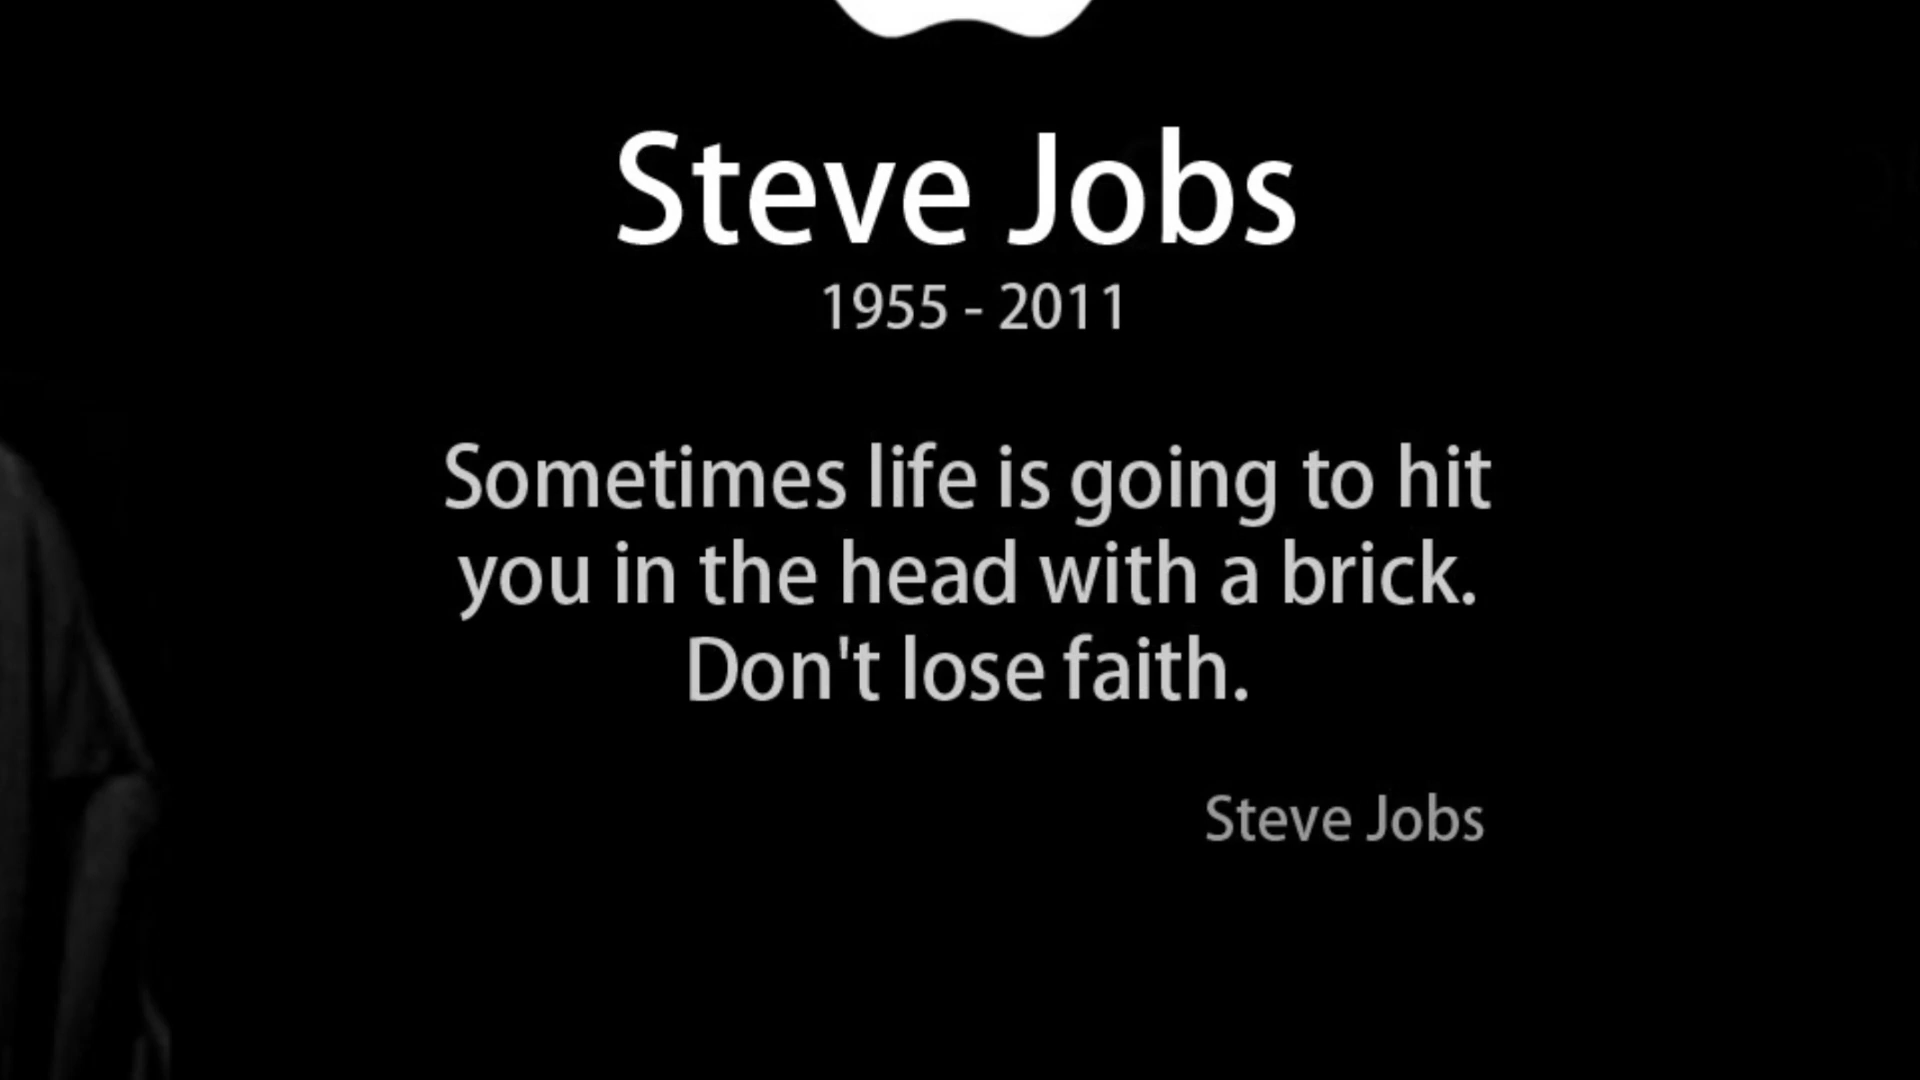 Steve Jobs
1955 - 2011
Sometimes life is going to hit
you in the head with a brick.
Don't lose faith.
Steve Jobs